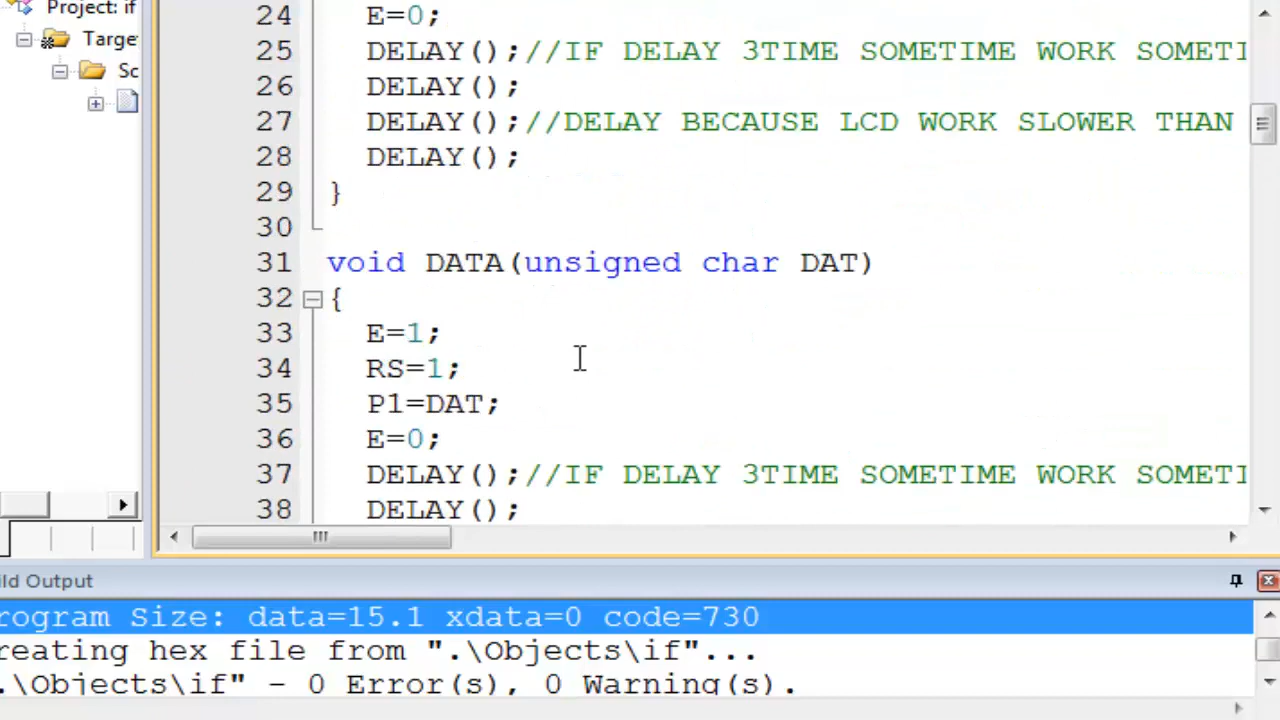 Project: if
Targe
Sc
24 E=0;
25 DELAY();//IF DELAY 3TIME SOMETIME WORK SOMETI
26 DELAY();
27 DELAY();//DELAY BECAUSE LCD WORK SLOWER THAN
28 DELAY();
29 }
30
31 void DATA(unsigned char DAT)
32 {
33 E=1;
34 RS=1;
35 P1=DAT;
36 E=0;
37 DELAY();//IF DELAY 3TIME SOMETIME WORK SOMETI
38 DELAY();
ild Output
rogram Size: data=15.1 xdata=0 code=730
reating hex file from ".\Objects\if"...
.\Objects\if" - 0 Error(s), 0 Warning(s).